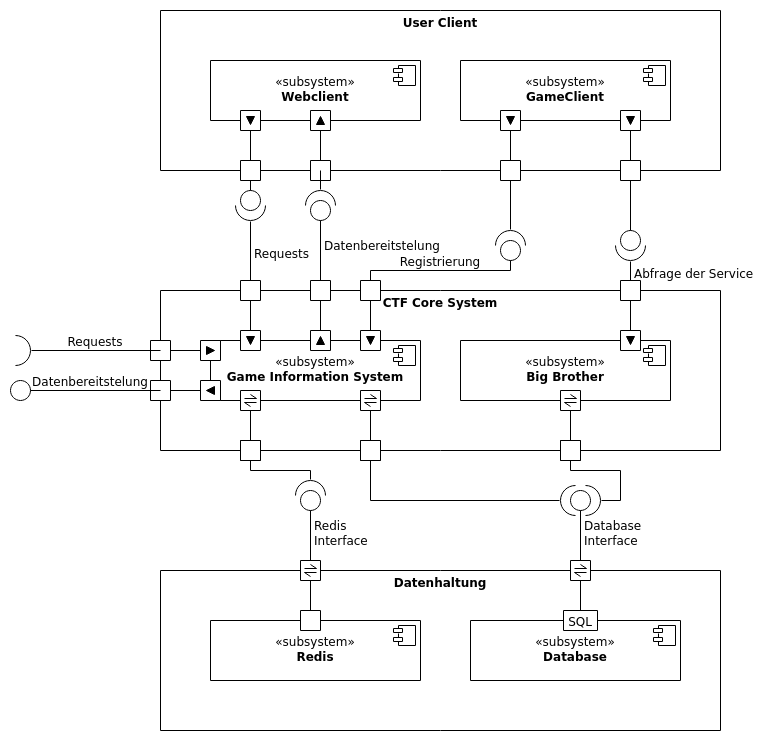 User Client
«subsystem»
Webclient
«subsystem»
GameClient
Requests
Datenbereitstelung
Registrierung
Abfrage der Service
CTF Core System
Requests
Datenbereitstelung
«subsystem»
Game Information System
«subsystem»
Big Brother
Redis
Interface
Database
Interface
Datenhaltung
SQL
«subsystem»
Redis
«subsystem»
Database